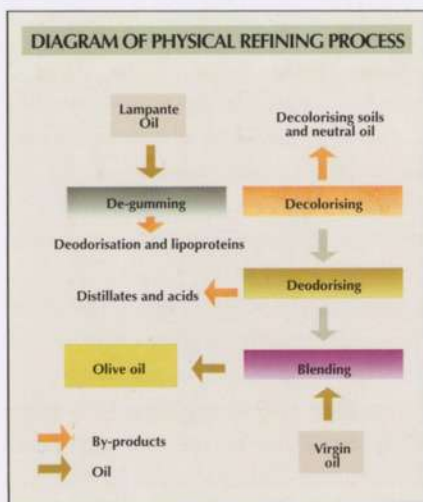 DIAGRAM OF PHYSICAL REFINING PROCESS
Lampante
Oil
Decolorising soils
and neutral oil
De-gumming
Decolorising
Deodorisation and lipoproteins
Deodorising
Distillates and acids
Olive oil
Blending
By-products
Oil
Virgin
oil